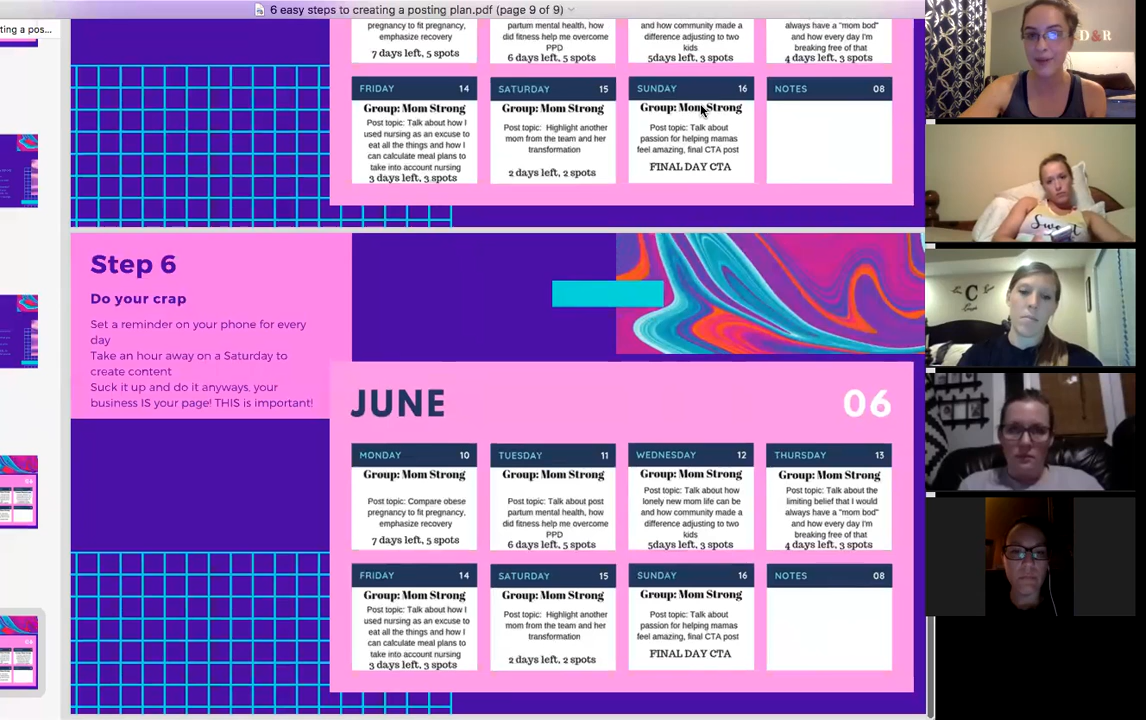 6 easy steps to creating a posting plan.pdf (page 9 of 9)
ting a pos...
pregnancy to fit pregnancy,
emphasize recovery
7 days left, 5 spots
partum mental health, how
did fitness help me overcome
PPD
6 days left, 5 spots
and how community made a
difference adjusting to two
kids
5days left, 3 spots
always have a "mom bod"
and how every day I'm
breaking free of that
4 days left, 3 spots
FRIDAY 14
Group: Mom Strong
Post topic: Talk about how I
used nursing as an excuse to
eat all the things and how I
can calculate meal plans to
take into account nursing
3 days left, 3 spots
SATURDAY 15
Group: Mom Strong
Post topic: Highlight another
mom from the team and her
transformation
2 days left, 2 spots
SUNDAY 16
Group: Mom Strong
Post topic: Talk about
passion for helping mamas
feel amazing, final CTA post
FINAL DAY CTA
NOTES 08
Step 6
Do your crap
Set a reminder on your phone for every
day
Take an hour away on a Saturday to
create content
Suck it up and do it anyways, your
business IS your page! THIS is important!
JUNE 06
MONDAY 10
Group: Mom Strong
Post topic: Compare obese
pregnancy to fit pregnancy,
emphasize recovery
7 days left, 5 spots
TUESDAY 11
Group: Mom Strong
Post topic: Talk about post
partum mental health, how
did fitness help me overcome
PPD
6 days left, 5 spots
WEDNESDAY 12
Group: Mom Strong
Post topic: Talk about how
lonely new mom life can be
and how community made a
difference adjusting to two
kids
5days left, 3 spots
THURSDAY 13
Group: Mom Strong
Post topic: Talk about the
limiting belief that I would
always have a "mom bod"
and how every day I'm
breaking free of that
4 days left, 3 spots
FRIDAY 14
Group: Mom Strong
Post topic: Talk about how I
used nursing as an excuse to
eat all the things and how I
can calculate meal plans to
take into account nursing
3 days left, 3 spots
SATURDAY 15
Group: Mom Strong
Post topic: Highlight another
mom from the team and her
transformation
2 days left, 2 spots
SUNDAY 16
Group: Mom Strong
Post topic: Talk about
passion for helping mamas
feel amazing, final CTA post
FINAL DAY CTA
NOTES 08
D&R
C